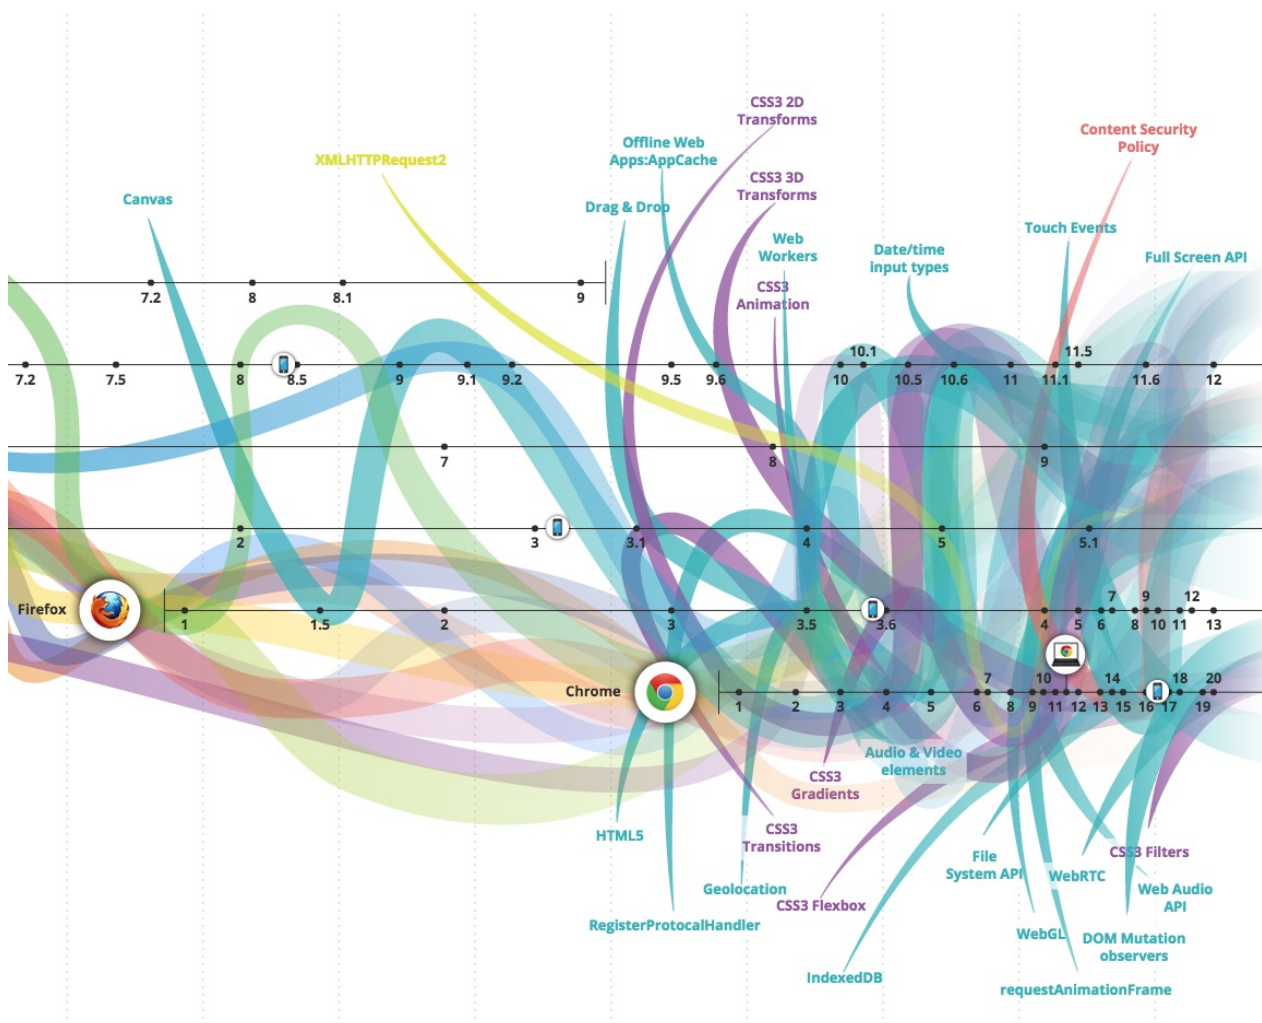 CSS3 2D
Transforms
Content Security
Policy
Offline Web
Apps:AppCache
XMLHTTPRequest2
CSS3 3D
Transforms
Canvas
Drag & Drop
Touch Events
Web
Workers
Date/time
input types
Full Screen API
CSS3
Animation
7.2 8 8.1 9
10.1 11.5
7.2 7.5 8 8.5 9 9.1 9.2 9.5 9.6 10 10.5 10.6 11 11.1 11.6 12
7 8 9
2 3 3.1 4 5 5.1
7 9 12
Firefox
1 1.5 2 3 3.5 3.6 4 5 6 8 10 11 13
7 10 14 18 20
Chrome
1 2 3 4 5 6 8 9 11 12 13 15 16 17 19
Audio & Video
elements
CSS3
Gradients
HTML5
CSS3
Transitions
File
System API
CSS3 Filters
WebRTC
Geolocation
Web Audio
API
CSS3 Flexbox
RegisterProtocalHandler
WebGL
DOM Mutation
observers
IndexedDB
requestAnimationFrame